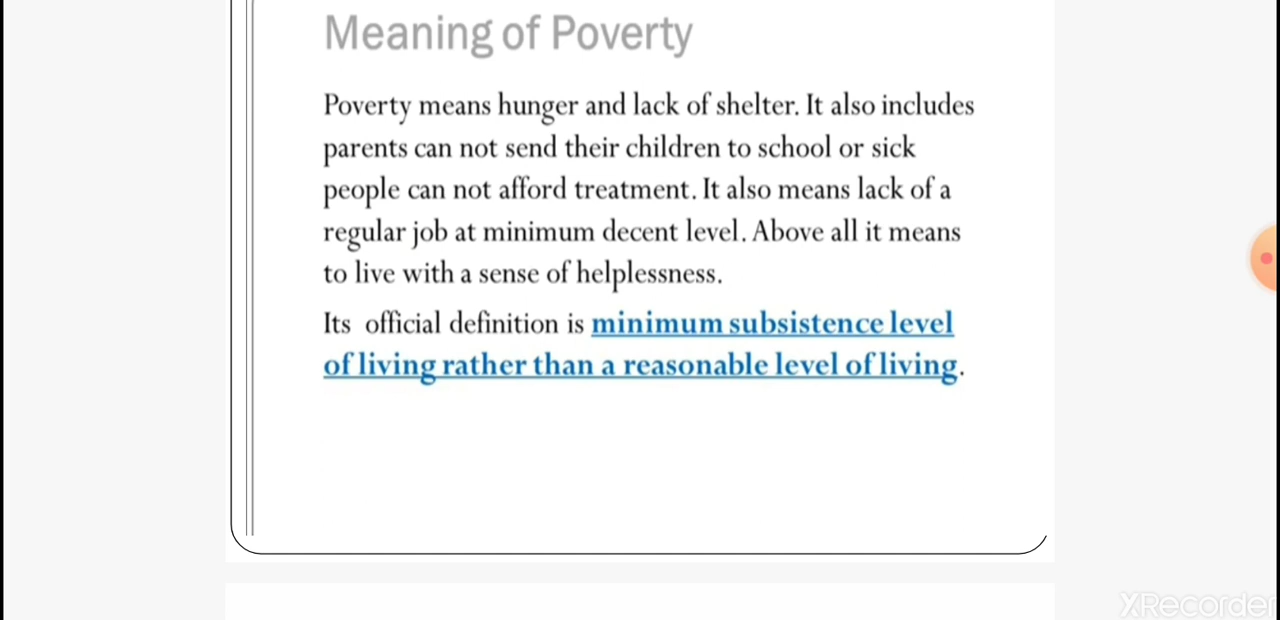 Meaning of Poverty
Poverty means hunger and lack of shelter. It also includes
parents can not send their children to school or sick
people can not afford treatment. It also means lack of a
regular job at minimum decent level. Above all it means
to live with a sense of helplessness.
Its official definition is minimum subsistence level
of living rather than a reasonable level of living.
XRecorder